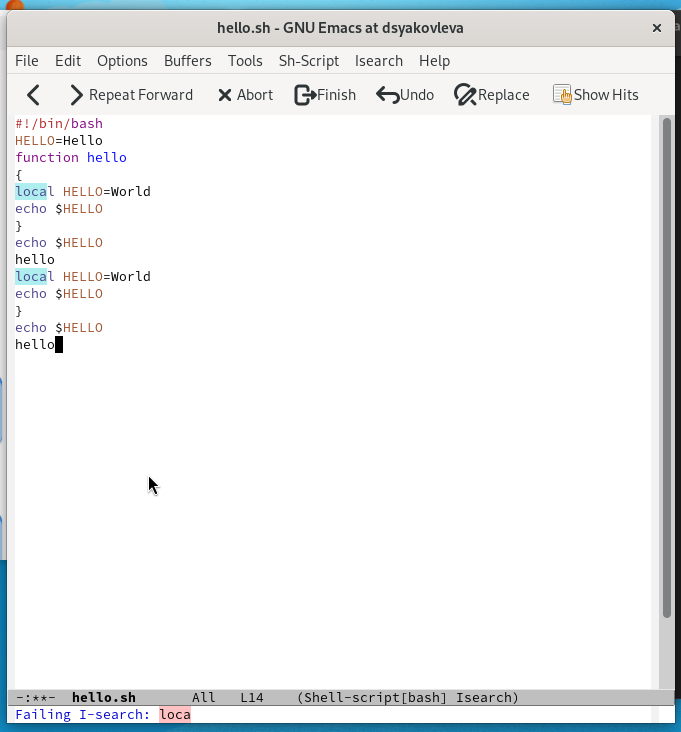 hello.sh - GNU Emacs at dsyakovleva ×
File Edit Options Buffers Tools Sh-Script Isearch Help
Repeat Forward Abort Finish Undo Replace Show Hits
#!/bin/bash
HELLO=Hello
function hello
{
local HELLO=World
echo $HELLO
}
echo $HELLO
hello
local HELLO=World
echo $HELLO
}
echo $HELLO
hello
-:**- hello.sh All L14 (Shell-script[bash] Isearch)
Failing I-search: loca